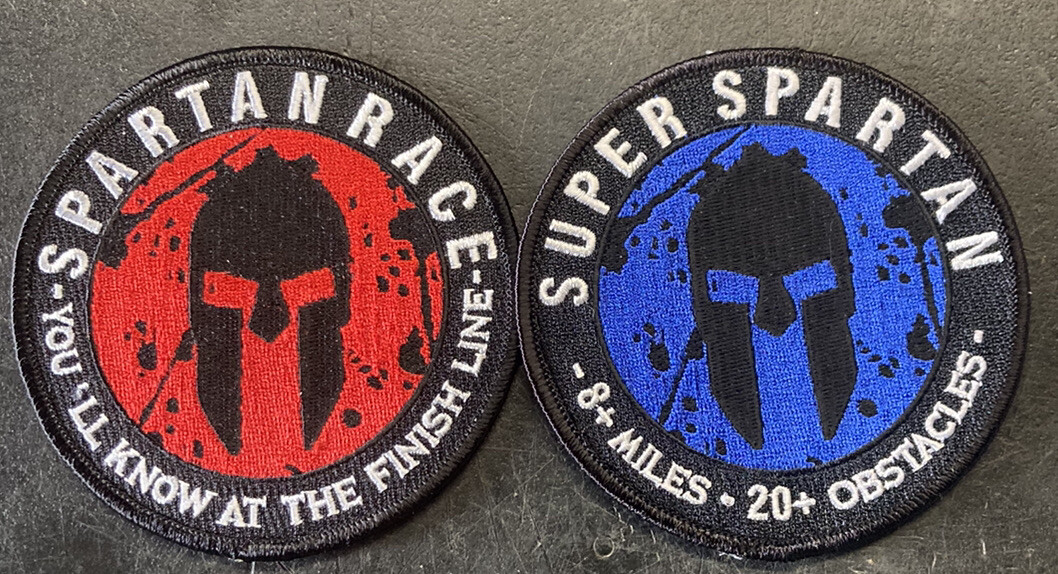 SPARTAN RACE
-YOU'LL KNOW AT THE FINISH LINE-
SUPER SPARTAN
- 8+ MILES - 20+ OBSTACLES -